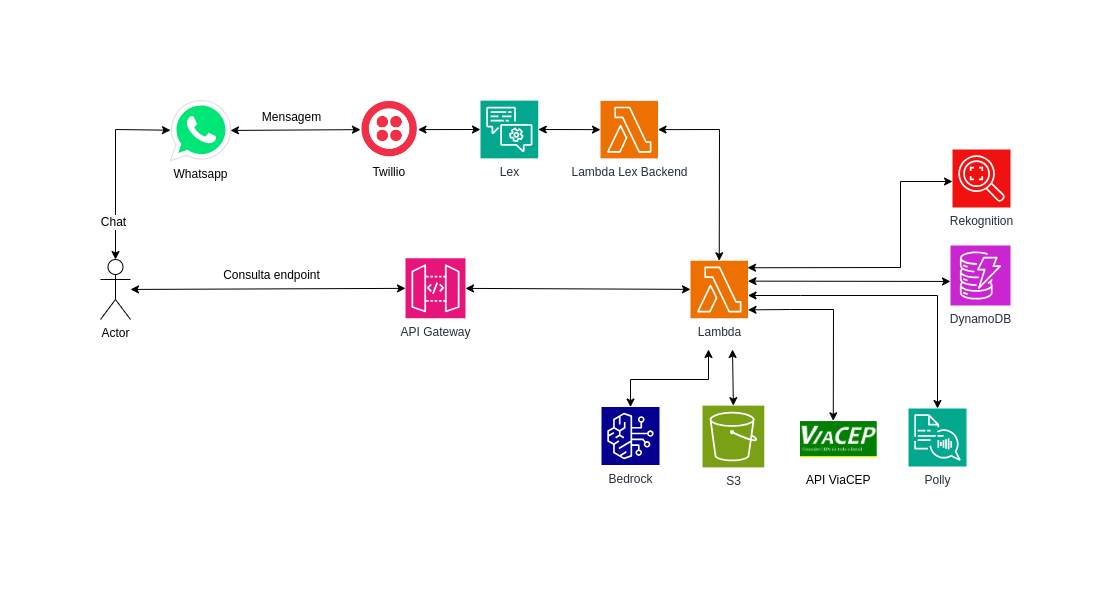 Mensagem
Whatsapp
Twillio
Lex
Lambda Lex Backend
Rekognition
Chat
Consulta endpoint
Actor
API Gateway
Lambda
DynamoDB
Bedrock
S3
VIACEP
API ViaCEP
Polly